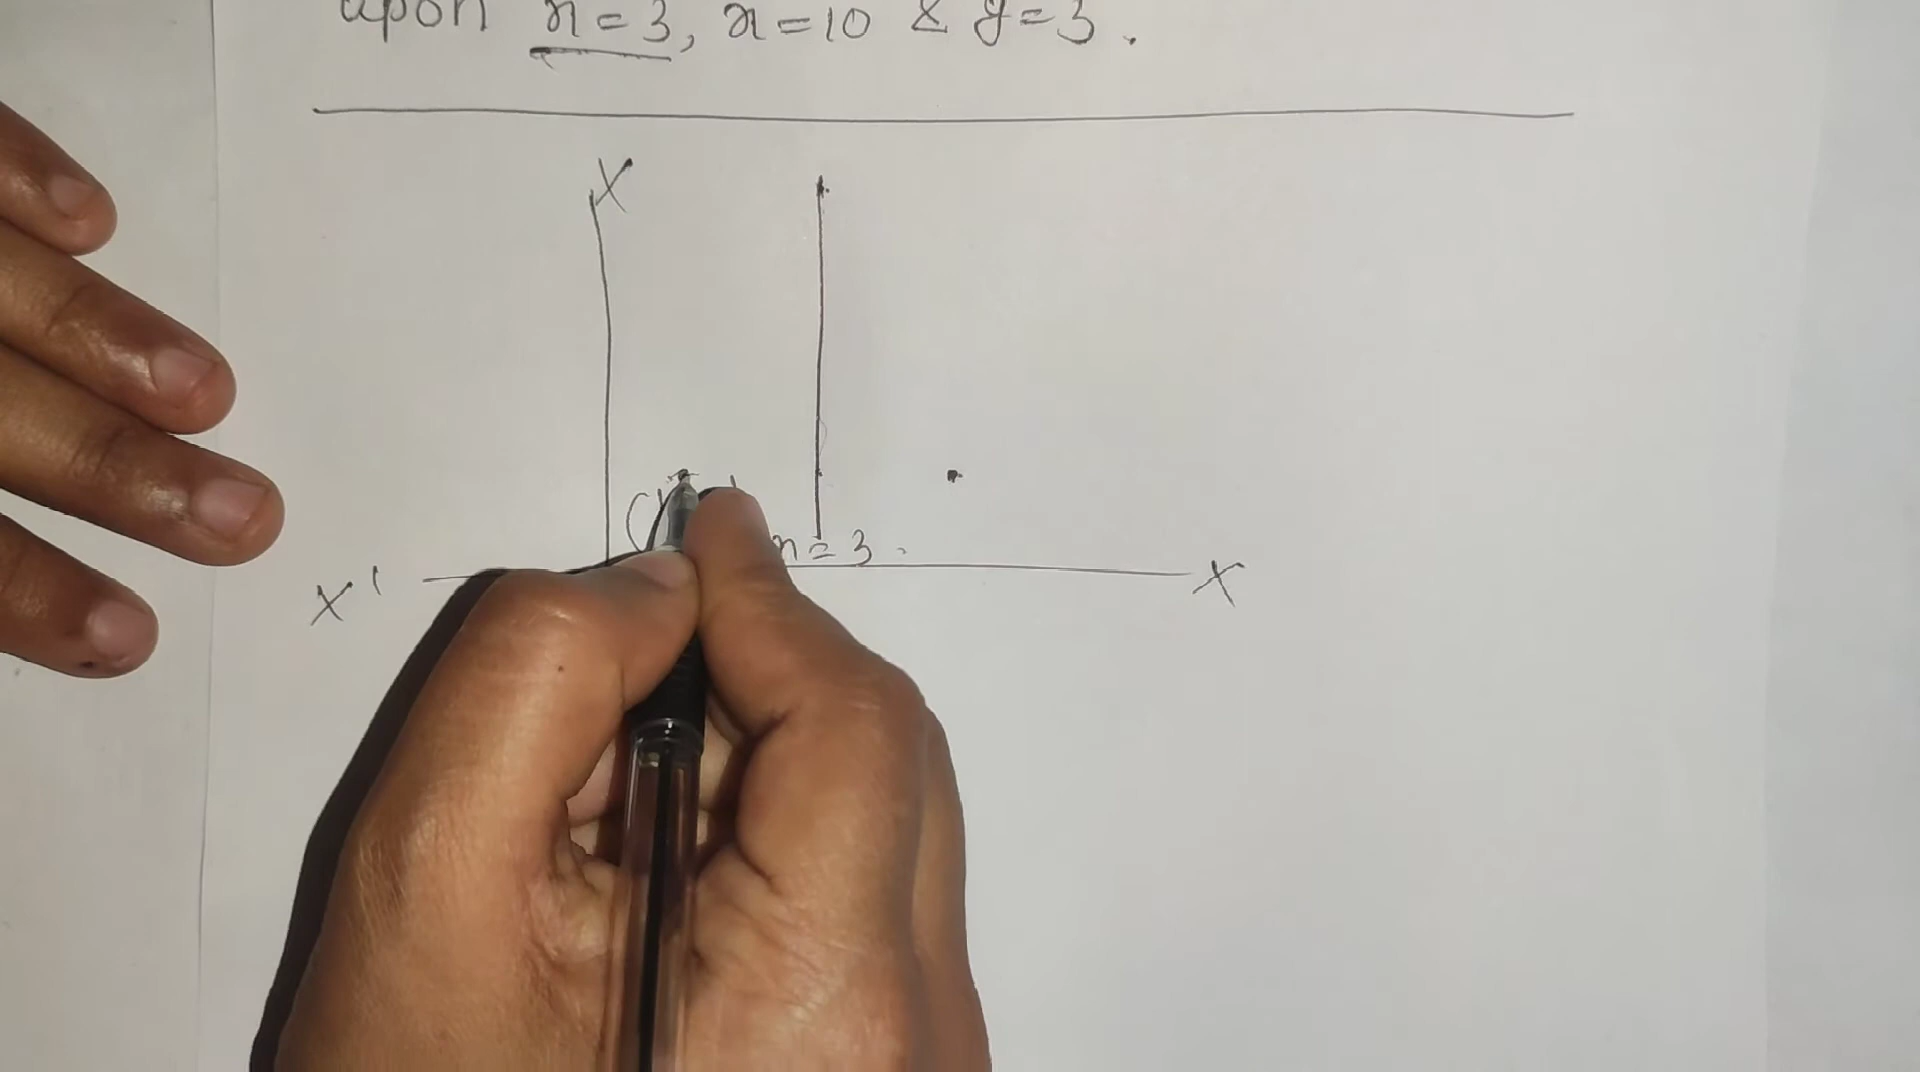 upon x = 3, x = 10 & y = 3.
X
x = 3.
X' X